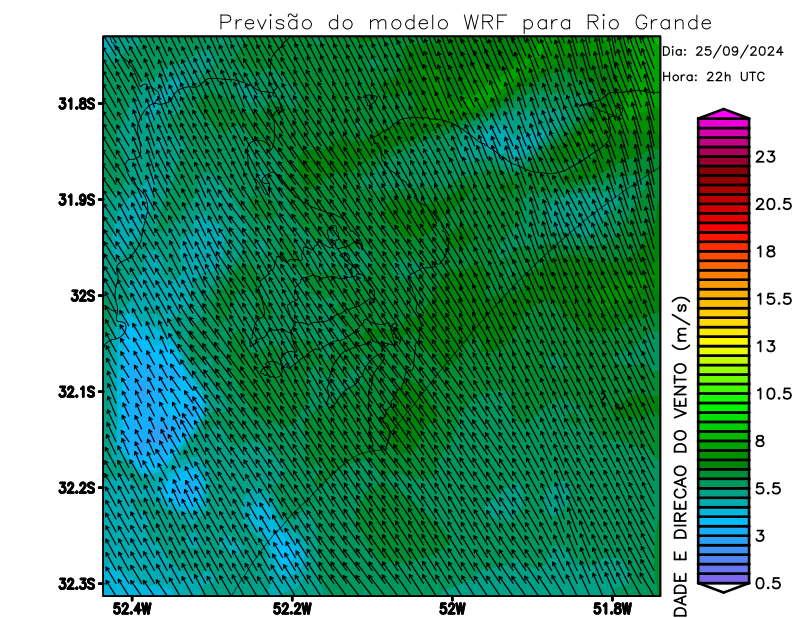 Previsão do modelo WRF para Rio Grande
Dia: 25/09/2024
Hora: 22h UTC
31.8S
31.9S
32S
32.1S
32.2S
32.3S
52.4W
52.2W
52W
51.8W
23
20.5
18
15.5
13
10.5
8
5.5
3
0.5
DADE E DIRECAO DO VENTO (m/s)